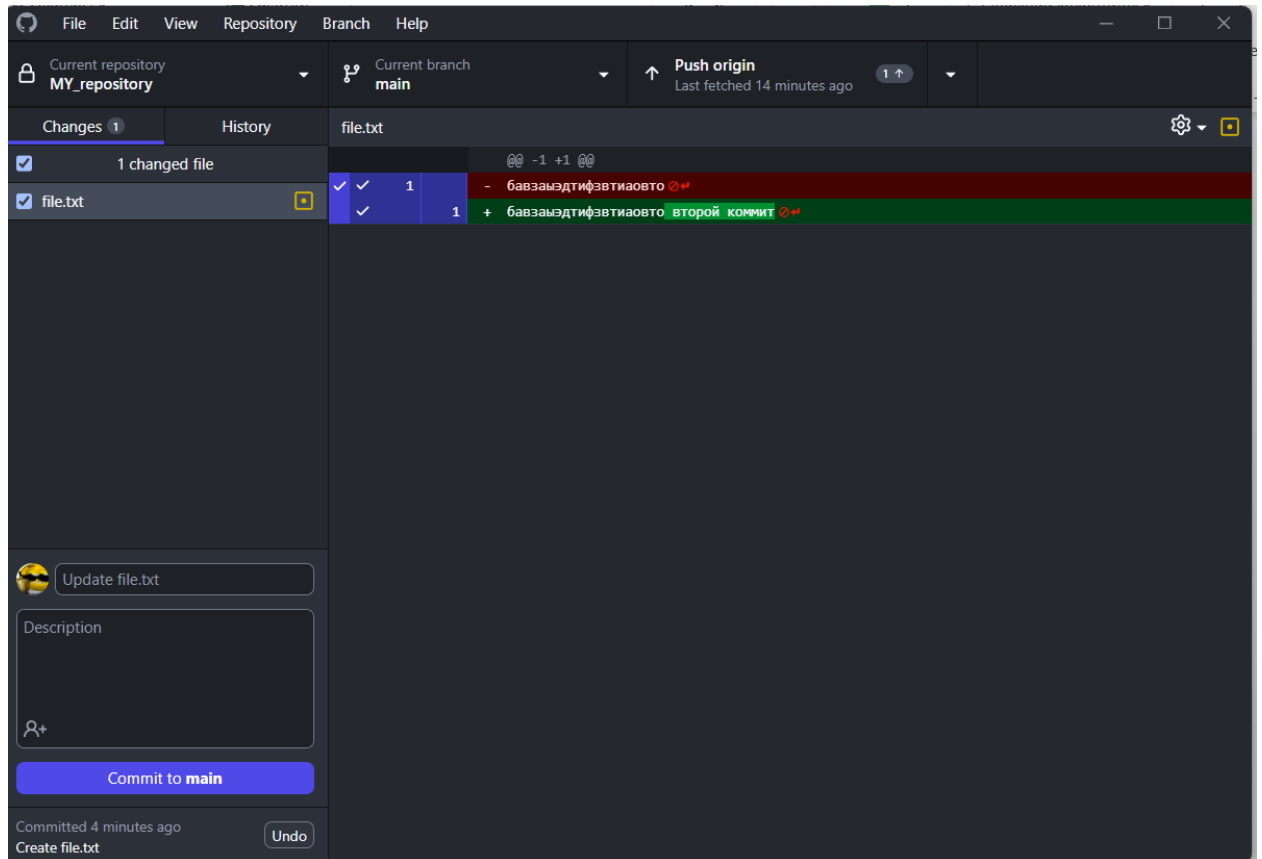 File Edit View Repository Branch Help
Current repository
MY_repository
Current branch
main
Push origin
Last fetched 14 minutes ago
1
Changes 1
History
file.txt
1 changed file
file.txt
@@ -1 +1 @@
1 - бавзаыэдтифзвтиаовто
1 + бавзаыэдтифзвтиаовто второй коммит
Update file.txt
Description
Commit to main
Committed 4 minutes ago
Create file.txt
Undo